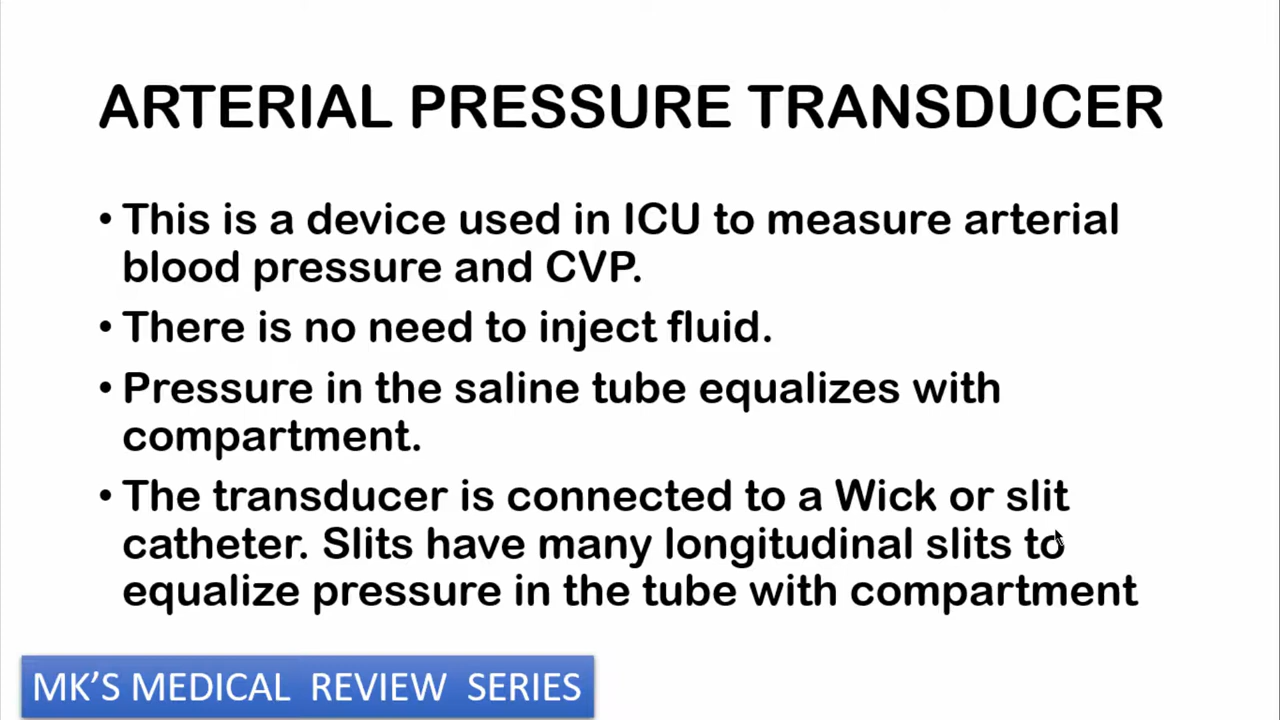 ARTERIAL PRESSURE TRANSDUCER
• This is a device used in ICU to measure arterial
blood pressure and CVP.
• There is no need to inject fluid.
• Pressure in the saline tube equalizes with
compartment.
• The transducer is connected to a Wick or slit
catheter. Slits have many longitudinal slits to
equalize pressure in the tube with compartment
MK'S MEDICAL REVIEW SERIES